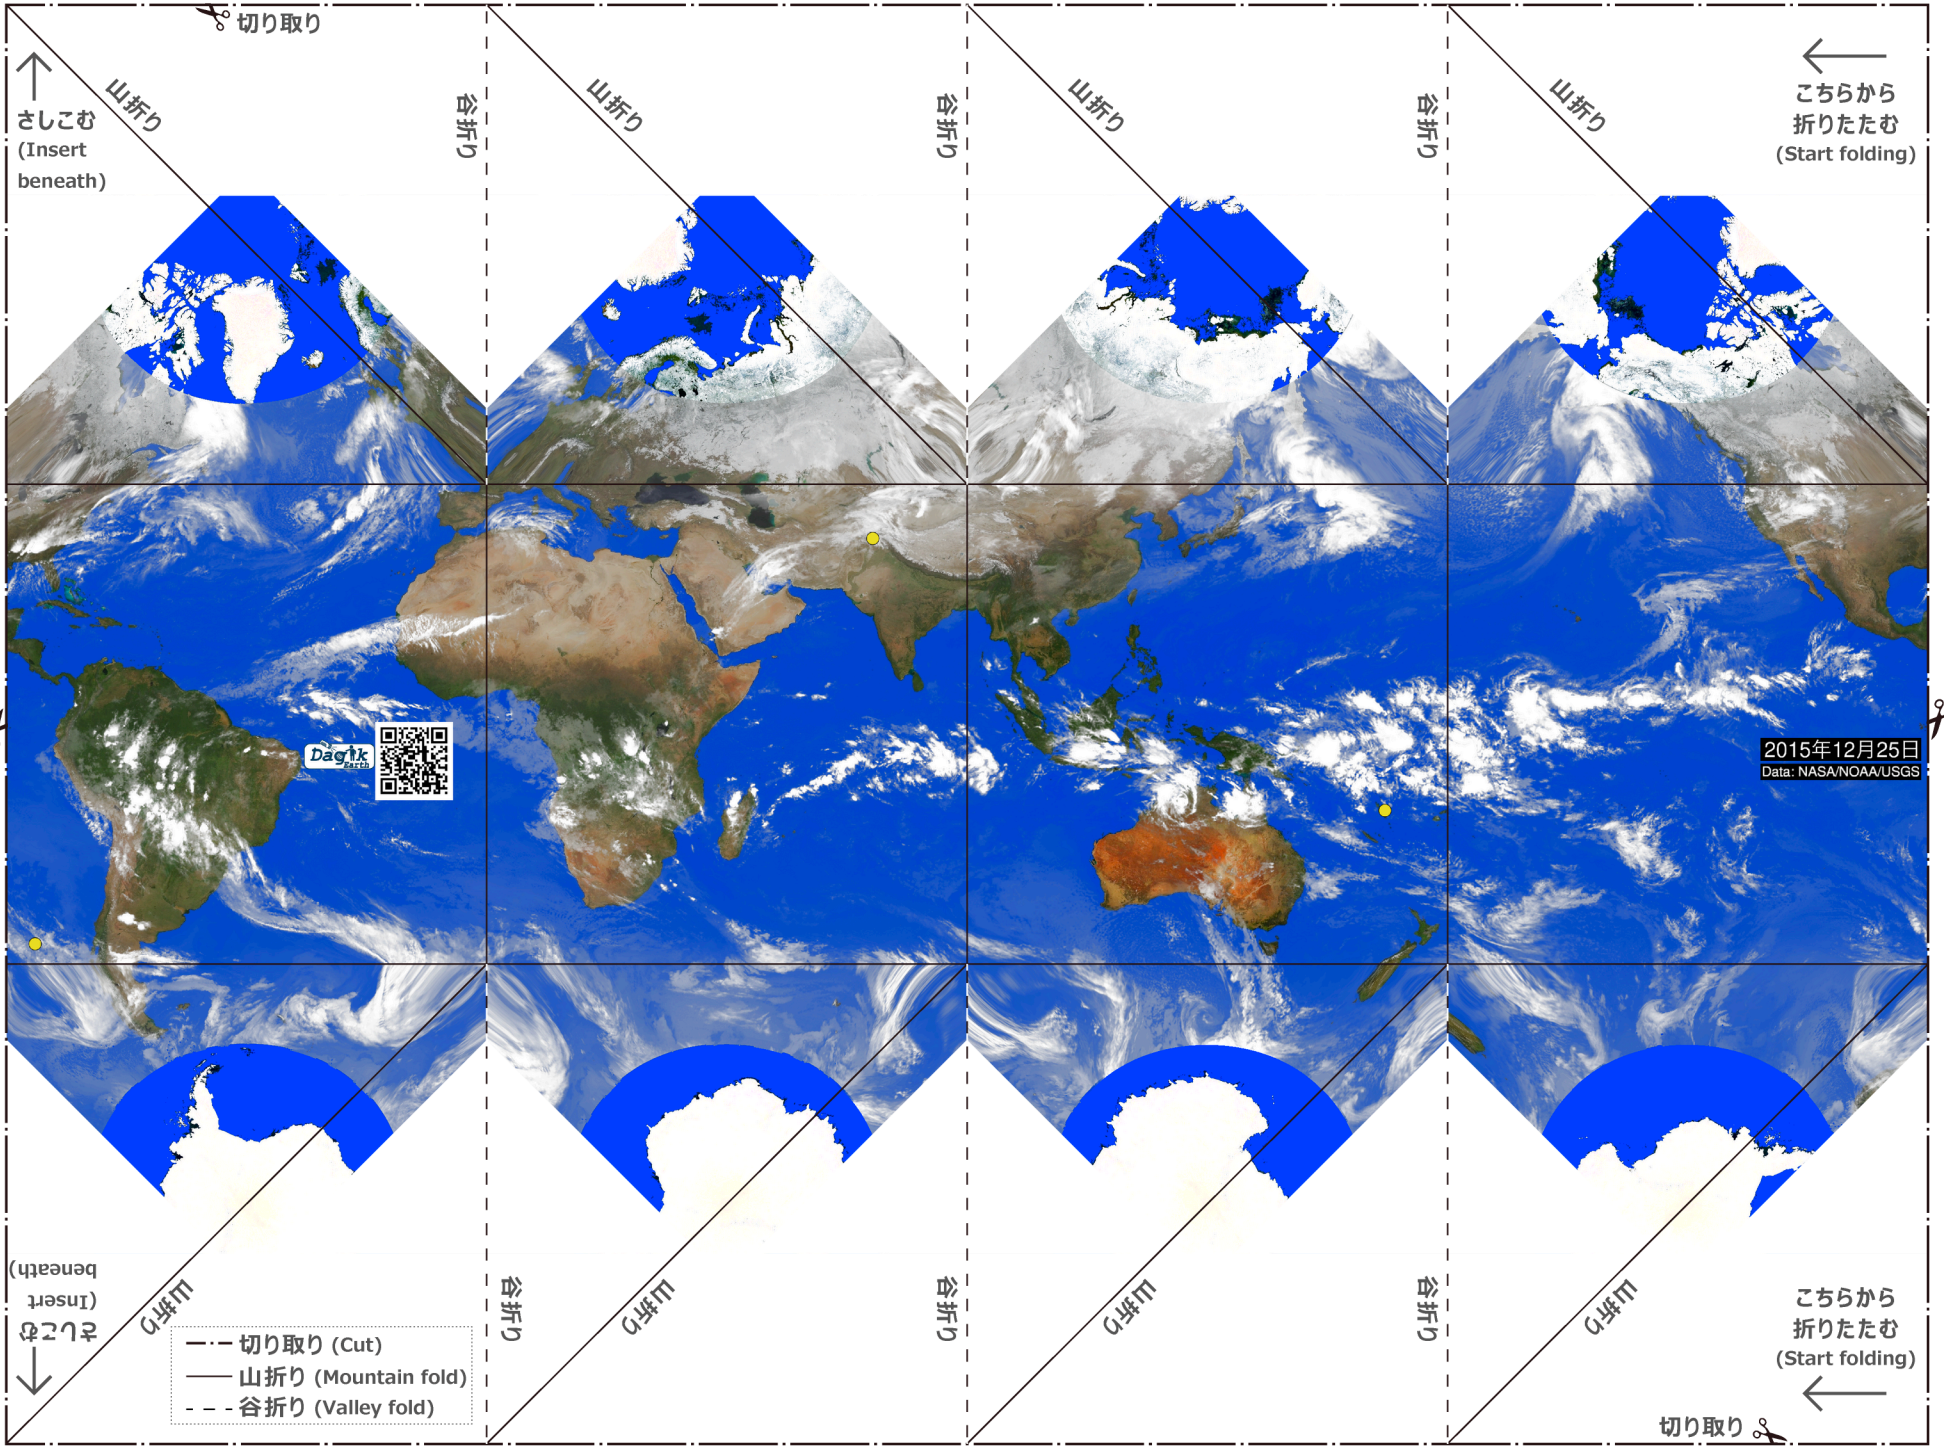 切り取り
山折り
谷折り
山折り
谷折り
山折り
谷折り
山折り
こちらから
折りたたむ
(Start folding)
さしこむ
(Insert
beneath)
Dagik
Earth
2015年12月25日
Data: NASA/NOAA/USGS
さしこむ
(Insert
beneath)
山折り
谷折り
山折り
谷折り
山折り
谷折り
山折り
こちらから
折りたたむ
(Start folding)
切り取り (Cut)
山折り (Mountain fold)
谷折り (Valley fold)
切り取り